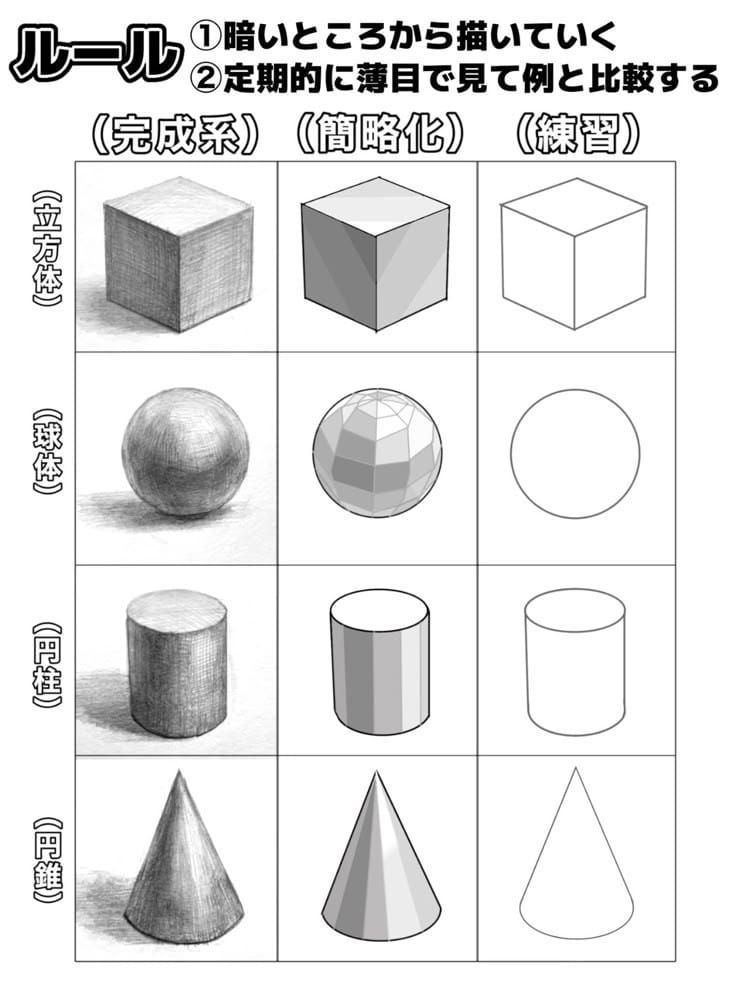 ルール
①暗いところから描いていく
②定期的に薄目で見て例と比較する
（完成系）（簡略化）（練習）
（立方体）
（球体）
（円柱）
（円錐）